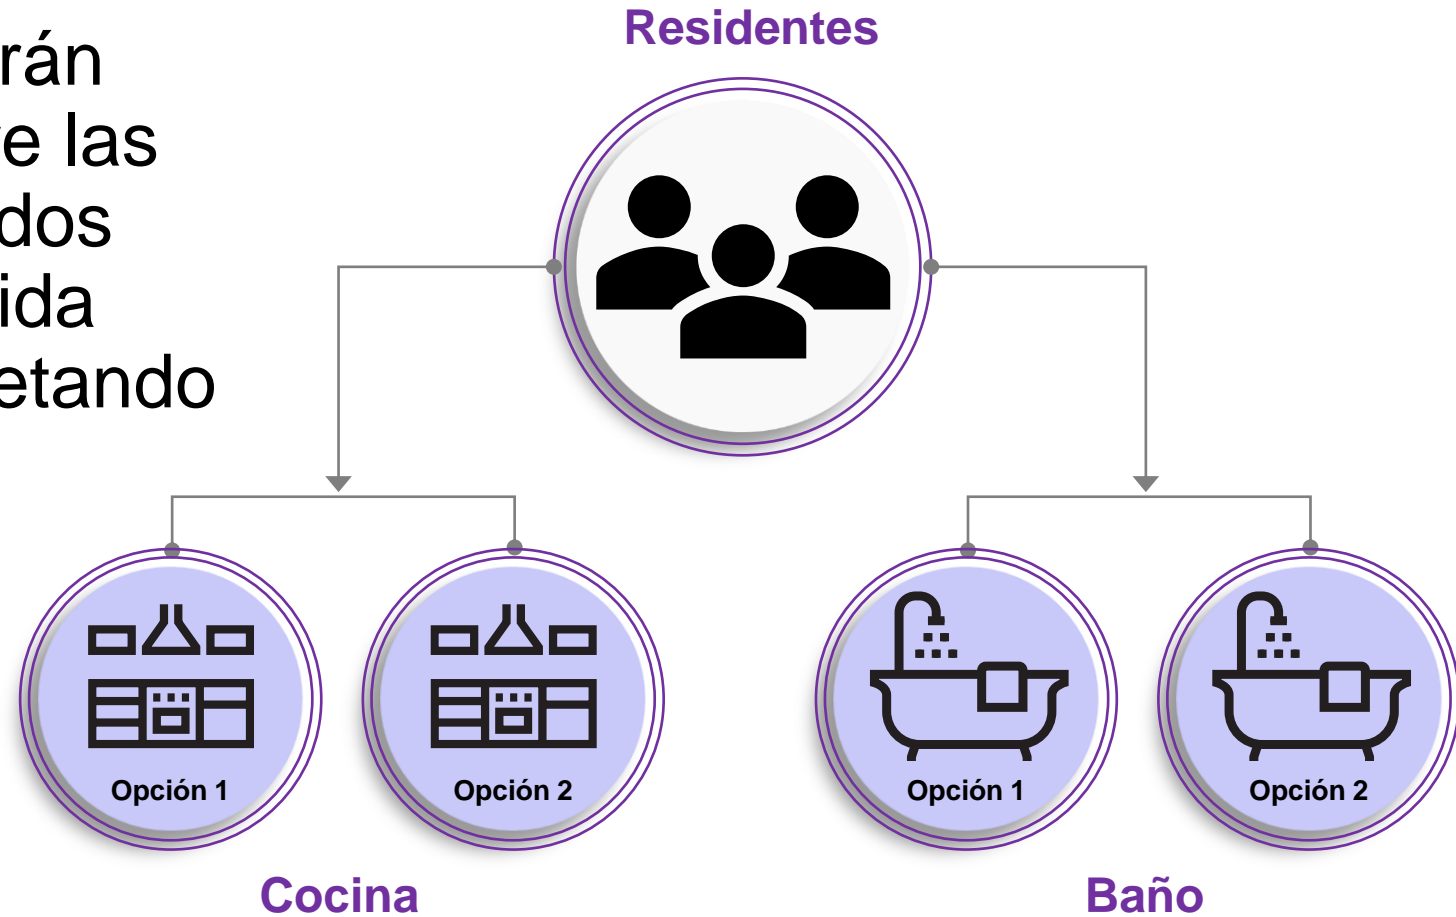 Residentes
rán
e las
dos
ida
etando
Opción 1
Opción 2
Opción 1
Opción 2
Cocina
Baño